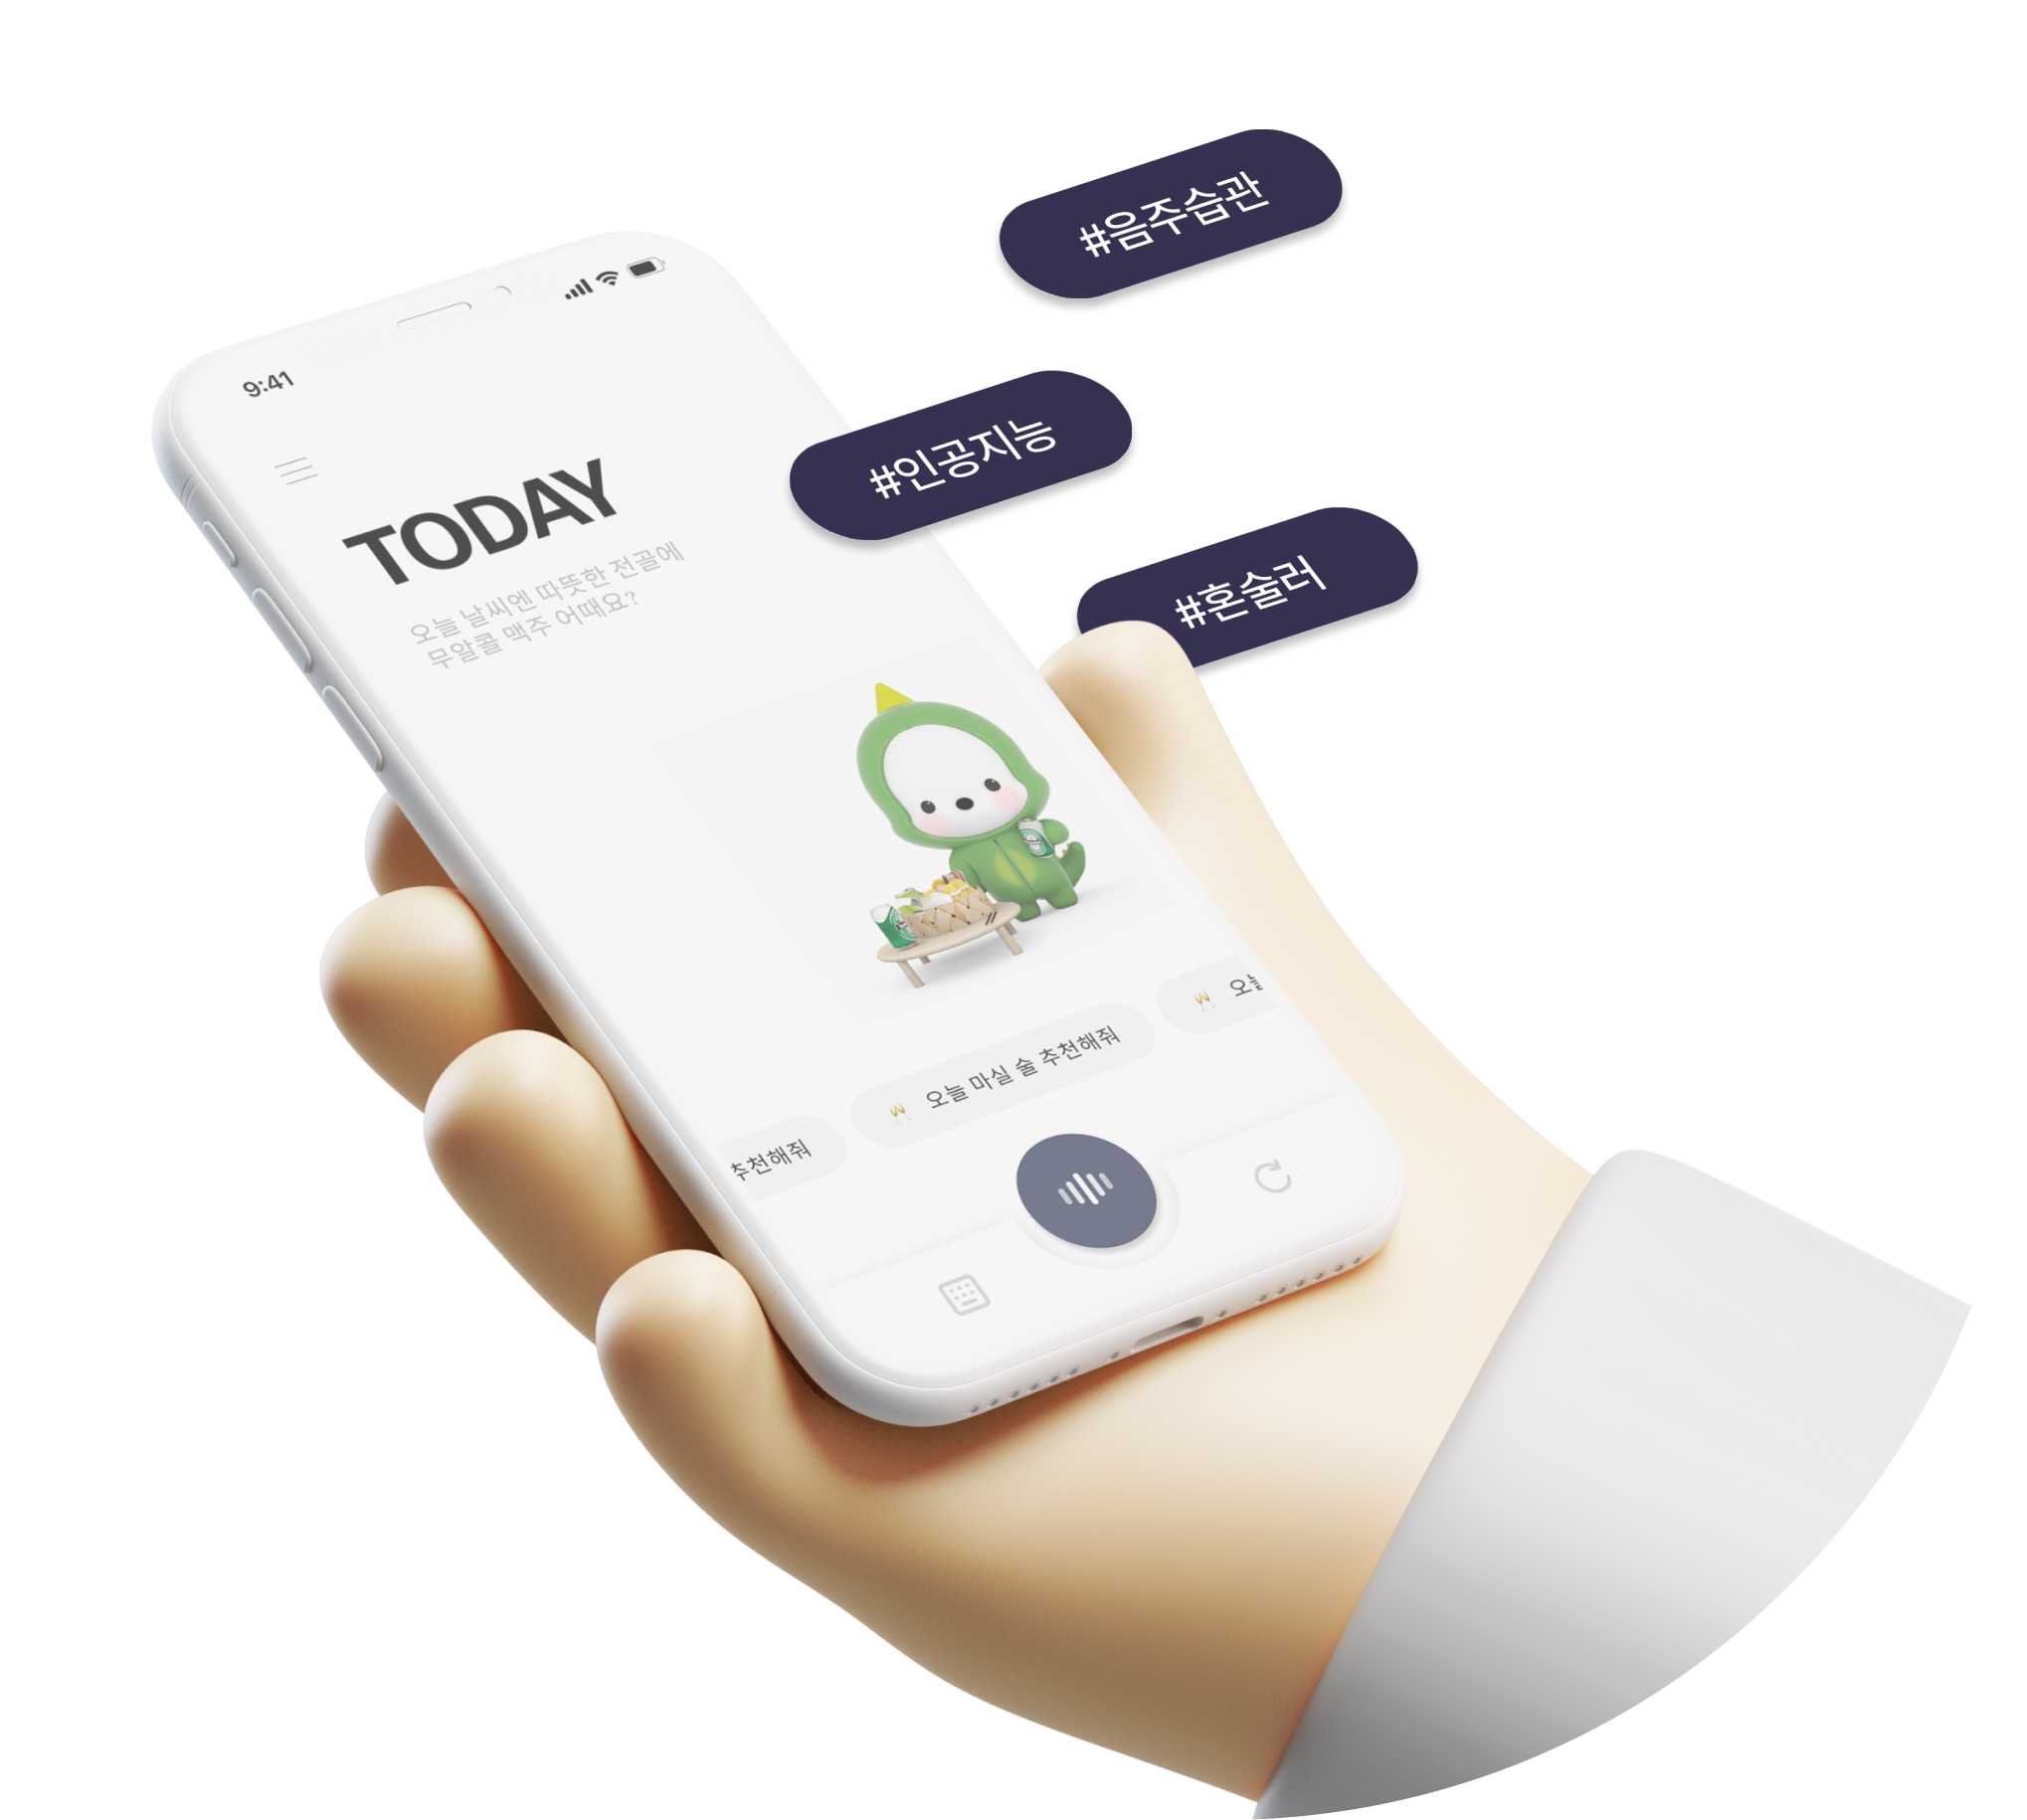 #음주습관
9:41
#인공지능
TODAY
#혼술러
오늘 날씨엔 따뜻한 전골에
무알콜 맥주 어때요?
오늘
오늘 마실 술 추천해줘
추천해줘